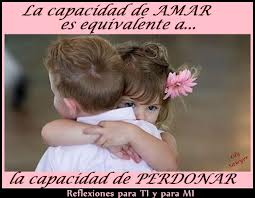 La capacidad de AMAR
es equivalente a...
la capacidad de PERDONAR
Reflexiones para TI y para MI